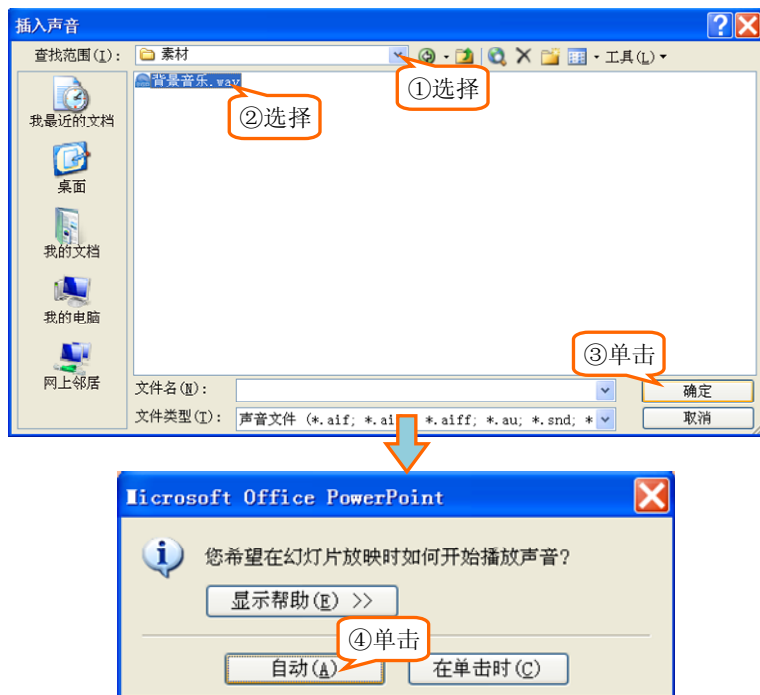 插入声音
查找范围(I): 素材 工具(L)
背景音乐.wav
①选择
②选择
我最近的文档
桌面
我的文档
我的电脑
网上邻居
③单击
文件名(N): 确定
文件类型(T): 声音文件 (*.aif; *.ai *.aiff; *.au; *.snd; * 取消
Microsoft Office PowerPoint
您希望在幻灯片放映时如何开始播放声音?
显示帮助(E) >>
④单击
自动(A) 在单击时(C)